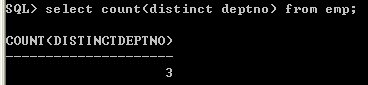 SQL> select count(distinct deptno) from emp;
COUNT(DISTINCTDEPTNO)
---------------------
3